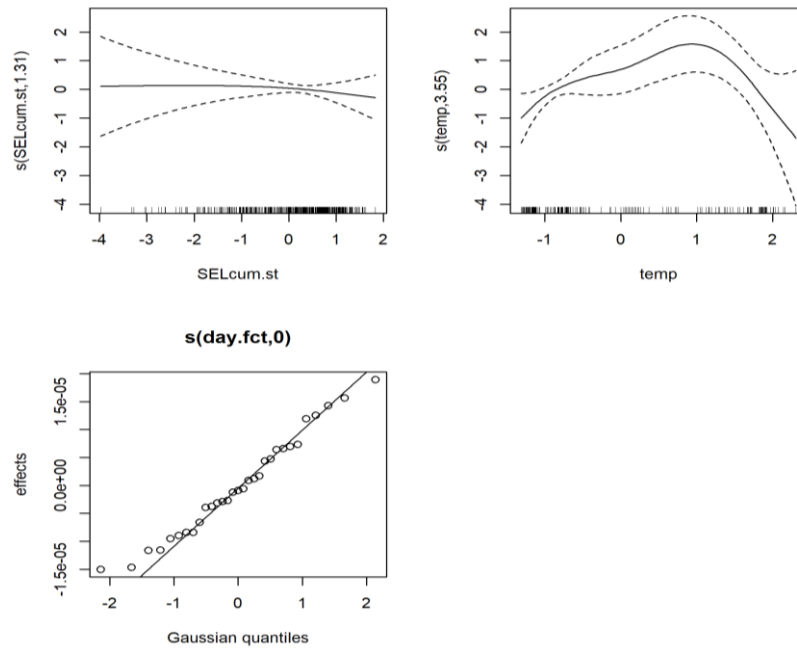 s(SELcum.st,1.31)
2
1
0
-1
-2
-3
-4
-4 -3 -2 -1 0 1 2
SELcum.st
s(temp,3.55)
2
1
0
-1
-2
-3
-4
-1 0 1 2
temp
s(day.fct,0)
effects
1.5e-05
0.0e+00
-1.5e-05
-2 -1 0 1 2
Gaussian quantiles